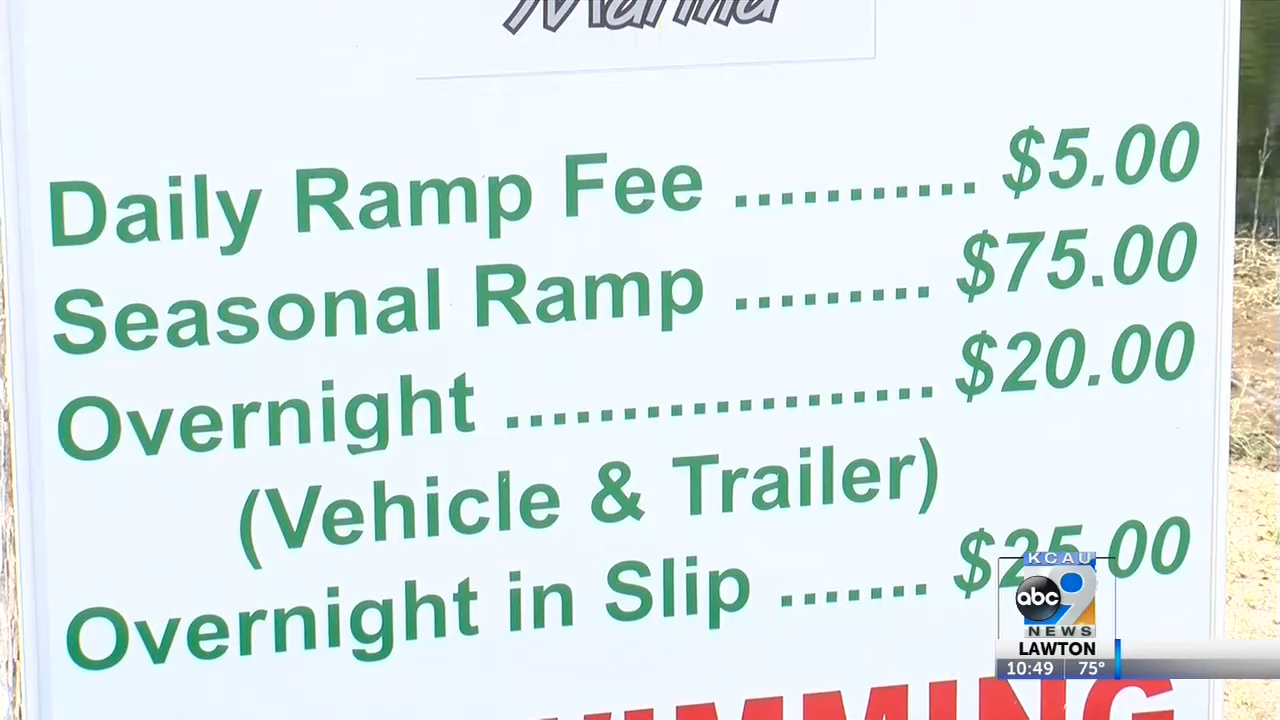 Marina
Daily Ramp Fee ........... $5.00
Seasonal Ramp ......... $75.00
Overnight ................... $20.00
(Vehicle & Trailer)
Overnight in Slip ....... $25.00
KCAU
abc 9
NEWS
LAWTON
10:49 75°